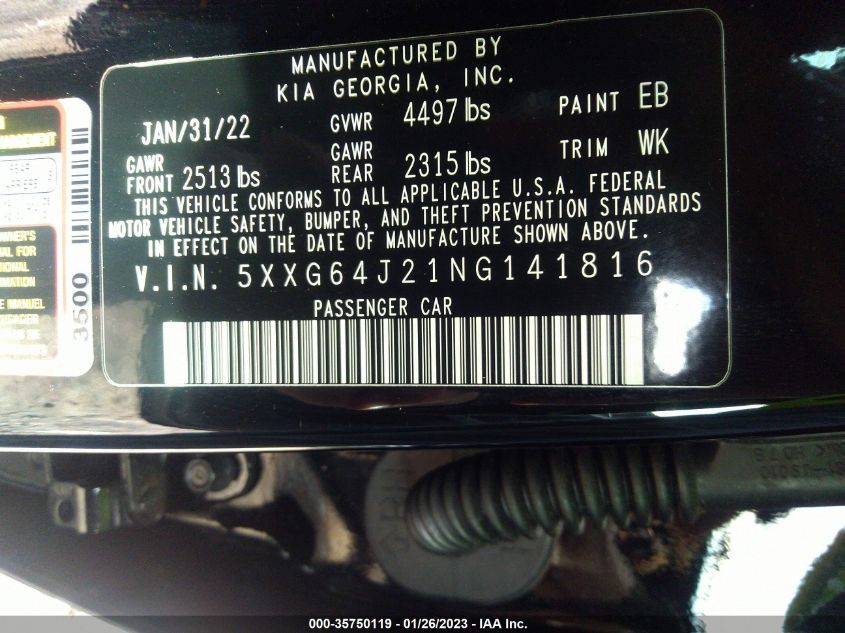 MANUFACTURED BY
KIA GEORGIA, INC.
JAN/31/22 GVWR 4497 lbs PAINT EB
GAWR FRONT 2513 lbs GAWR REAR 2315 lbs TRIM WK
THIS VEHICLE CONFORMS TO ALL APPLICABLE U.S.A. FEDERAL
MOTOR VEHICLE SAFETY, BUMPER, AND THEFT PREVENTION STANDARDS
IN EFFECT ON THE DATE OF MANUFACTURE SHOWN ABOVE.
V.I.N. 5XXG64J21NG141816
PASSENGER CAR
3500
000-35750119 - 01/26/2023 - IAA Inc.